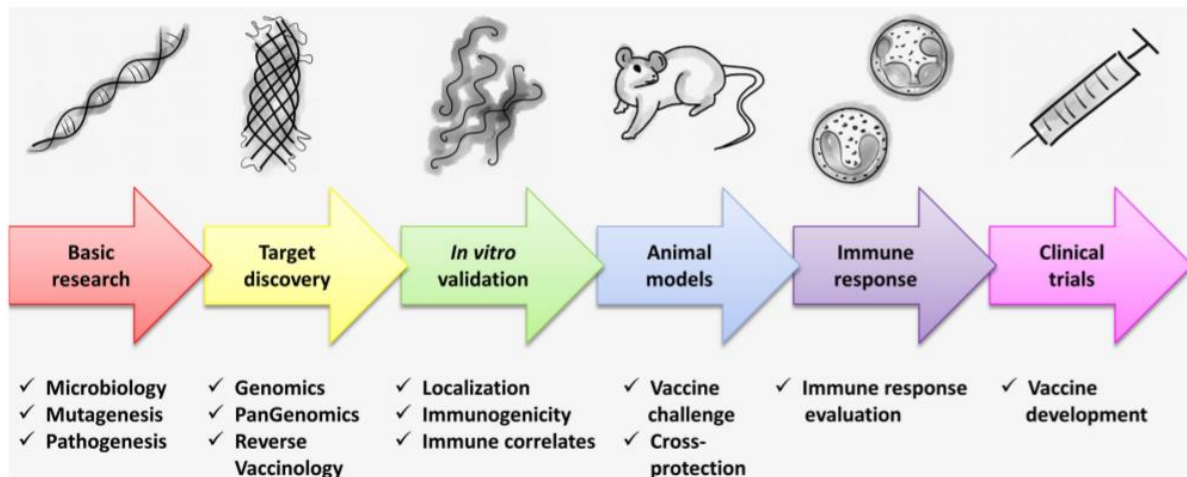 Basic
research
Target
discovery
In vitro
validation
Animal
models
Immune
response
Clinical
trials
✓ Microbiology
✓ Mutagenesis
✓ Pathogenesis
✓ Genomics
✓ PanGenomics
✓ Reverse
Vaccinology
✓ Localization
✓ Immunogenicity
✓ Immune correlates
✓ Vaccine
challenge
✓ Cross-
protection
✓ Immune response
evaluation
✓ Vaccine
development